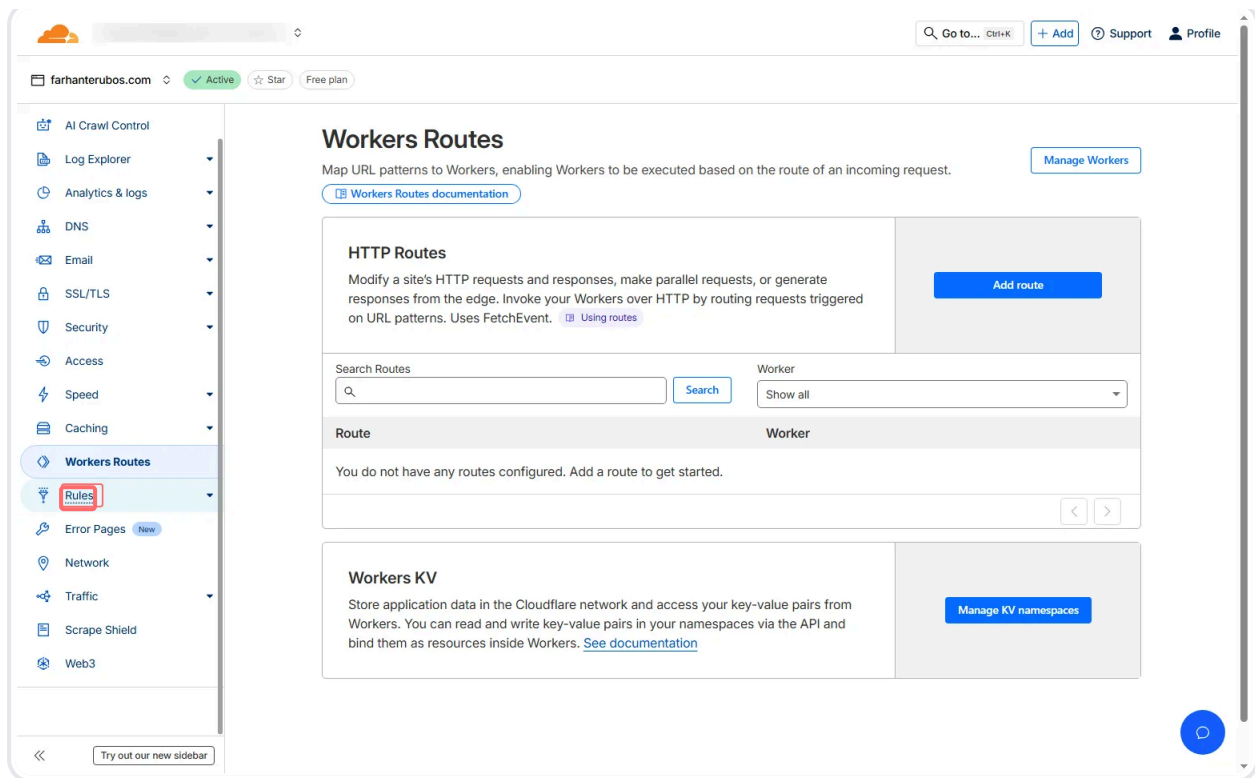 Go to... Ctrl+K
+ Add
Support
Profile
farhanterubos.com
Active
Star
Free plan
AI Crawl Control
Log Explorer
Analytics & logs
DNS
Email
SSL/TLS
Security
Access
Speed
Caching
Workers Routes
Rules
Error Pages New
Network
Traffic
Scrape Shield
Web3
Try out our new sidebar
Workers Routes
Map URL patterns to Workers, enabling Workers to be executed based on the route of an incoming request.
Workers Routes documentation
Manage Workers
HTTP Routes
Modify a site's HTTP requests and responses, make parallel requests, or generate
responses from the edge. Invoke your Workers over HTTP by routing requests triggered
on URL patterns. Uses FetchEvent. Using routes
Add route
Search Routes
Search
Worker
Show all
Route Worker
You do not have any routes configured. Add a route to get started.
Workers KV
Store application data in the Cloudflare network and access your key-value pairs from
Workers. You can read and write key-value pairs in your namespaces via the API and
bind them as resources inside Workers. See documentation
Manage KV namespaces